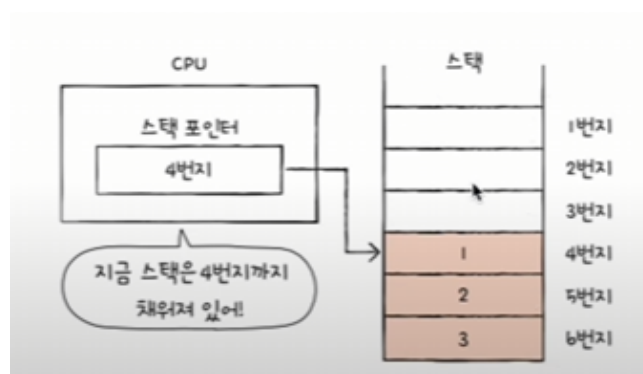 CPU
스택 포인터
4번지
지금 스택은 4번지까지
채워져 있어!
스택
1번지
2번지
3번지
1
4번지
2
5번지
3
6번지